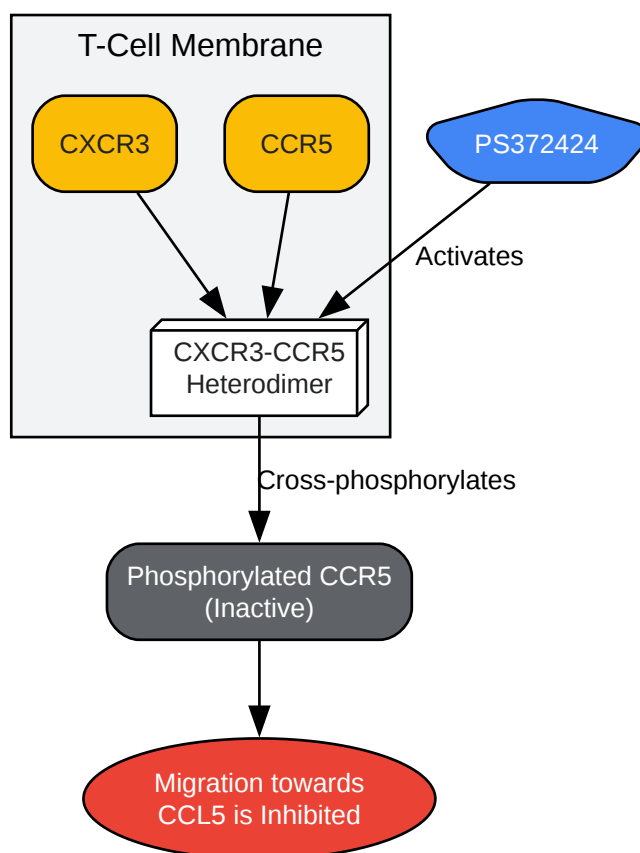 T-Cell Membrane
CXCR3
CCR5
PS372424
Activates
CXCR3-CCR5
Heterodimer
Cross-phosphorylates
Phosphorylated CCR5
(Inactive)
Migration towards
CCL5 is Inhibited